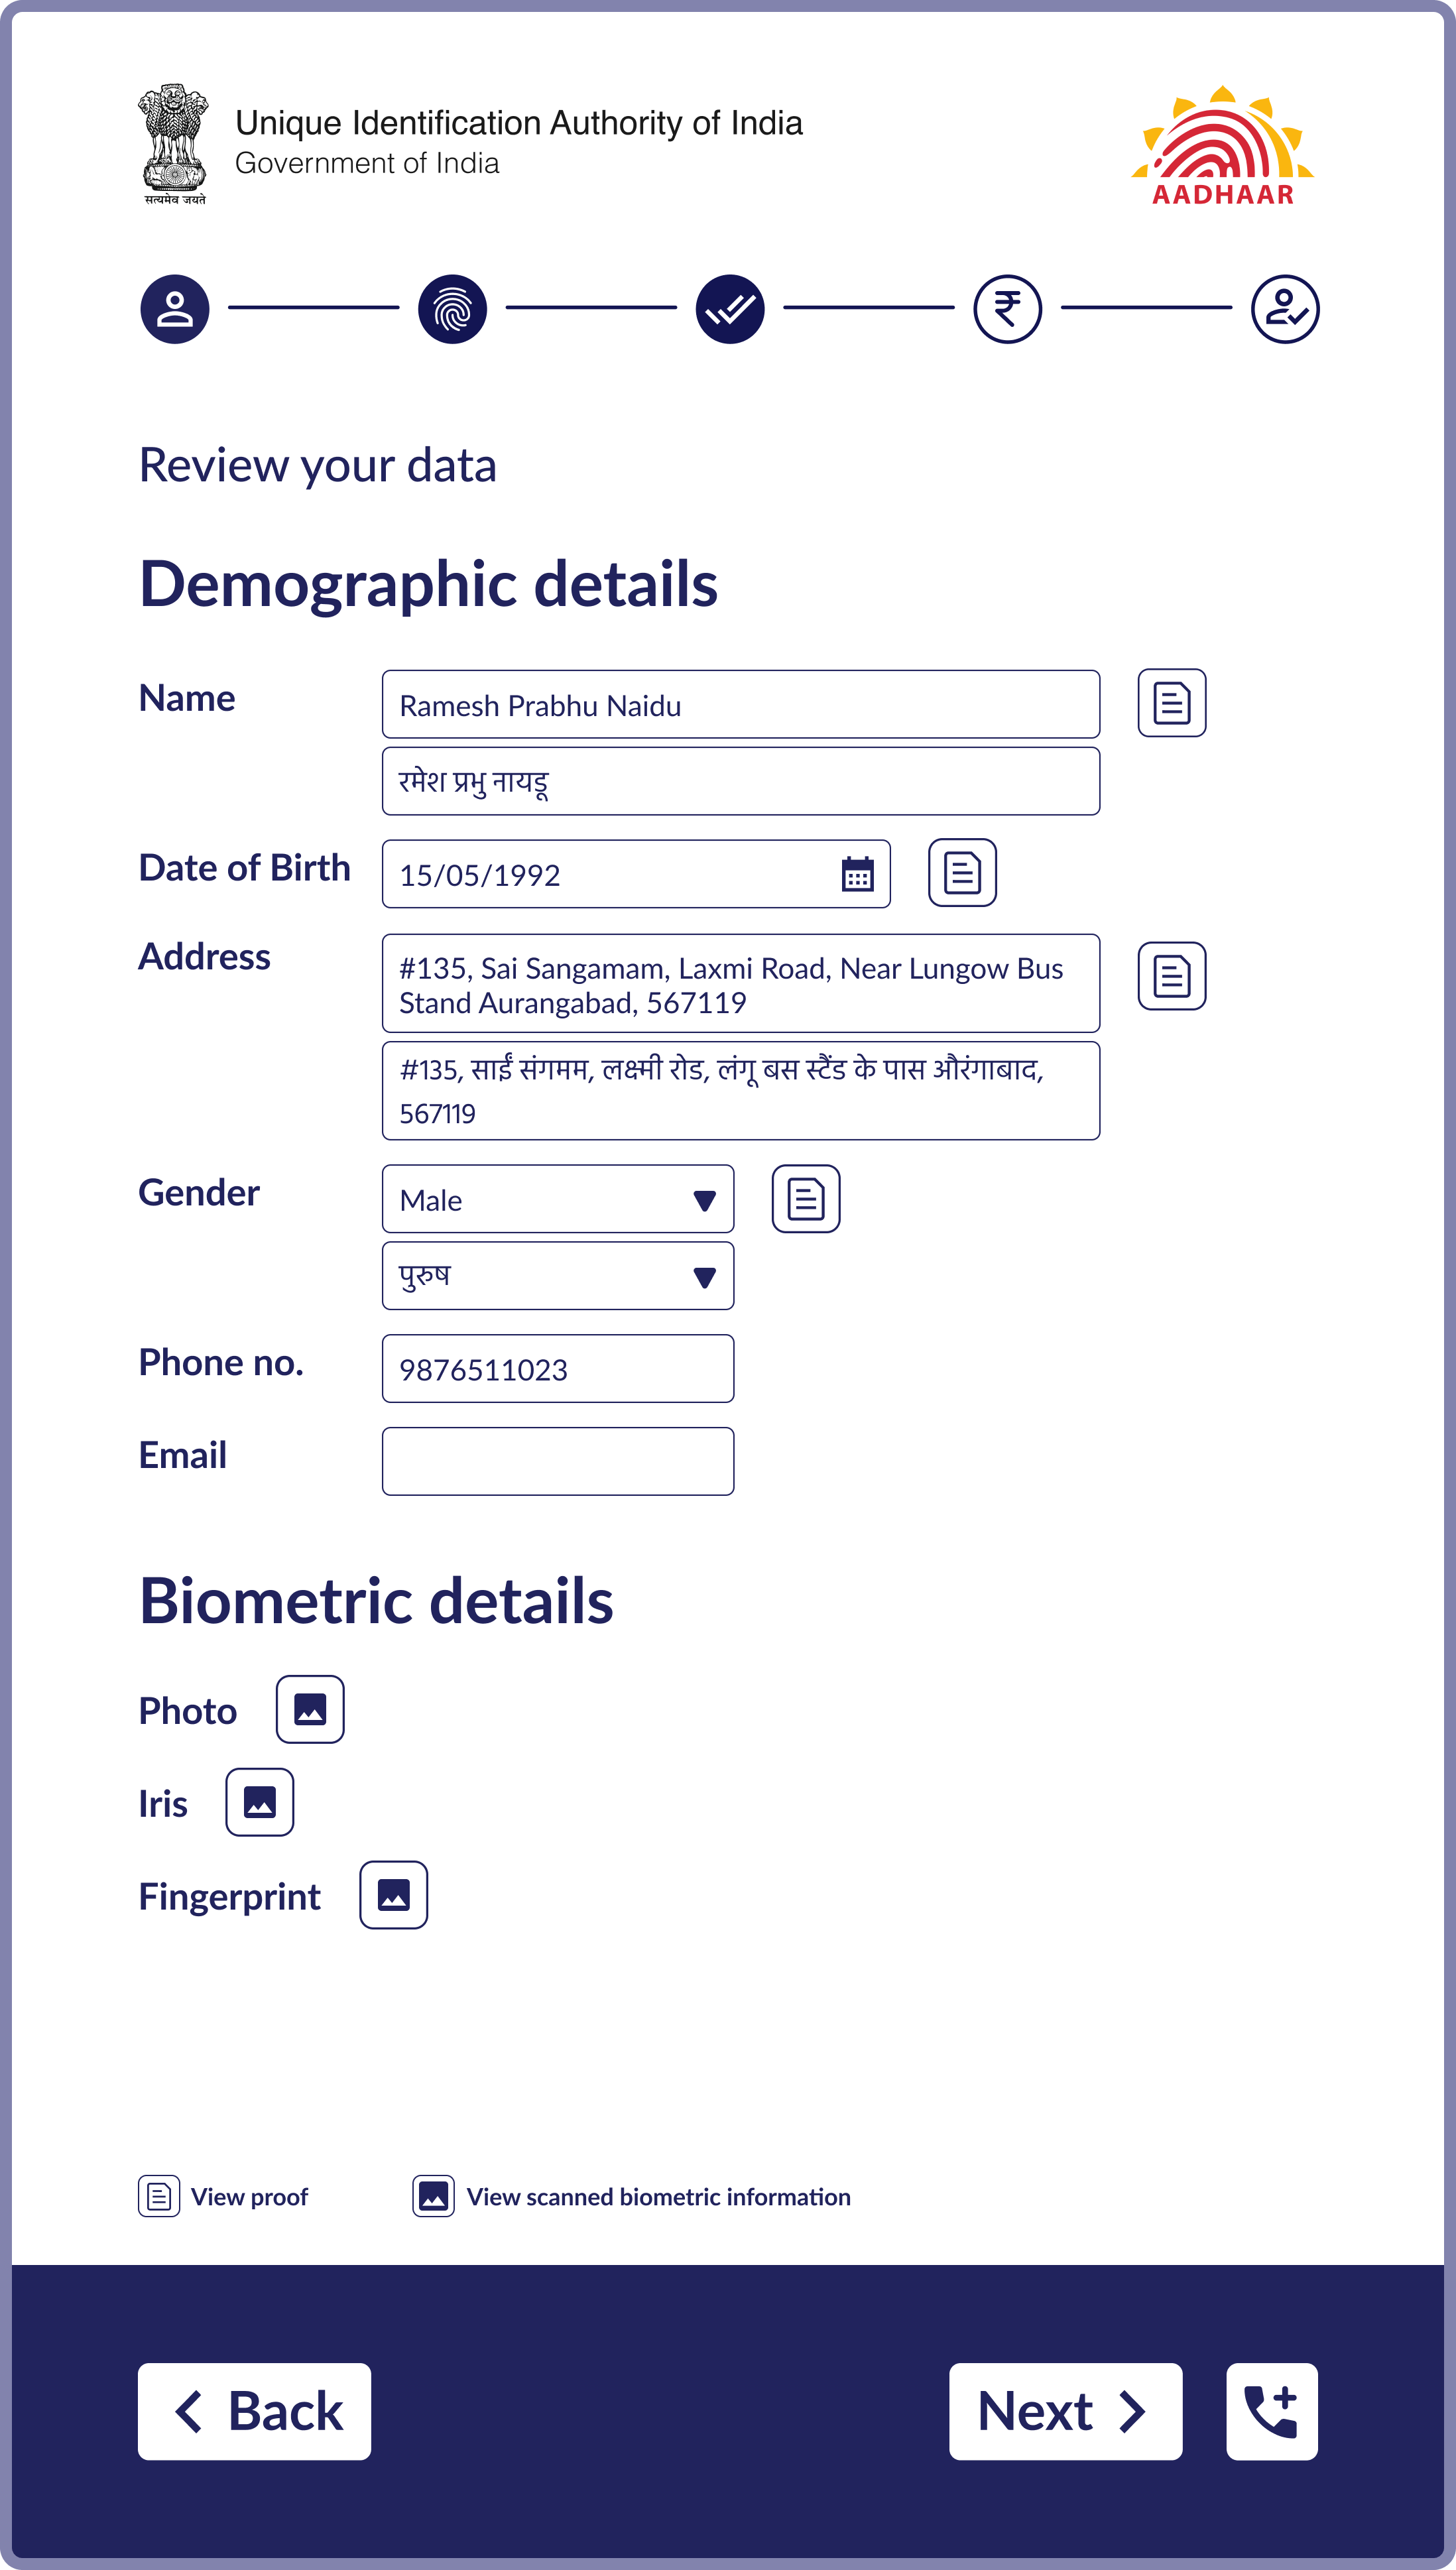 Unique Identification Authority of India
Government of India
सत्यमेव जयते
AADHAAR
Review your data
Demographic details
Name
Ramesh Prabhu Naidu
रमेश प्रभु नायडू
Date of Birth
15/05/1992
Address
#135, Sai Sangamam, Laxmi Road, Near Lungow Bus
Stand Aurangabad, 567119
#135, साईं संगमम, लक्ष्मी रोड, लंगू बस स्टैंड के पास औरंगाबाद,
567119
Gender
Male
पुरुष
Phone no.
9876511023
Email
Biometric details
Photo
Iris
Fingerprint
View proof
View scanned biometric information
Back
Next